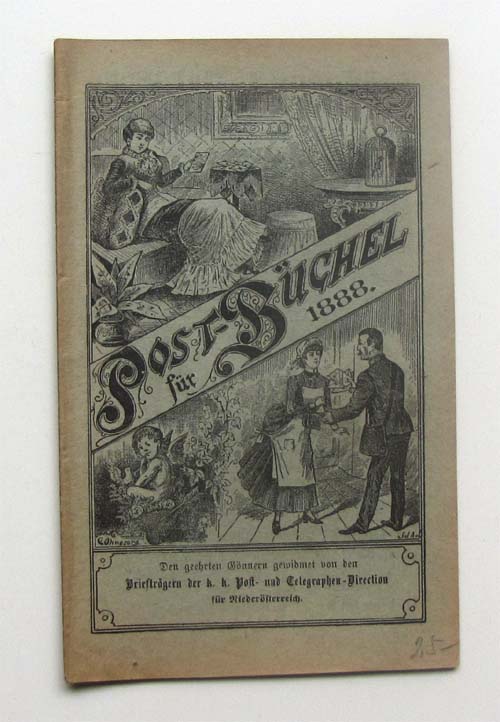 POST-BÜCHEL
für 1888.
Den geehrten Gönnern gewidmet von den
Briefträgern der k. k. Post- und Telegraphen-Direction
für Niederösterreich.